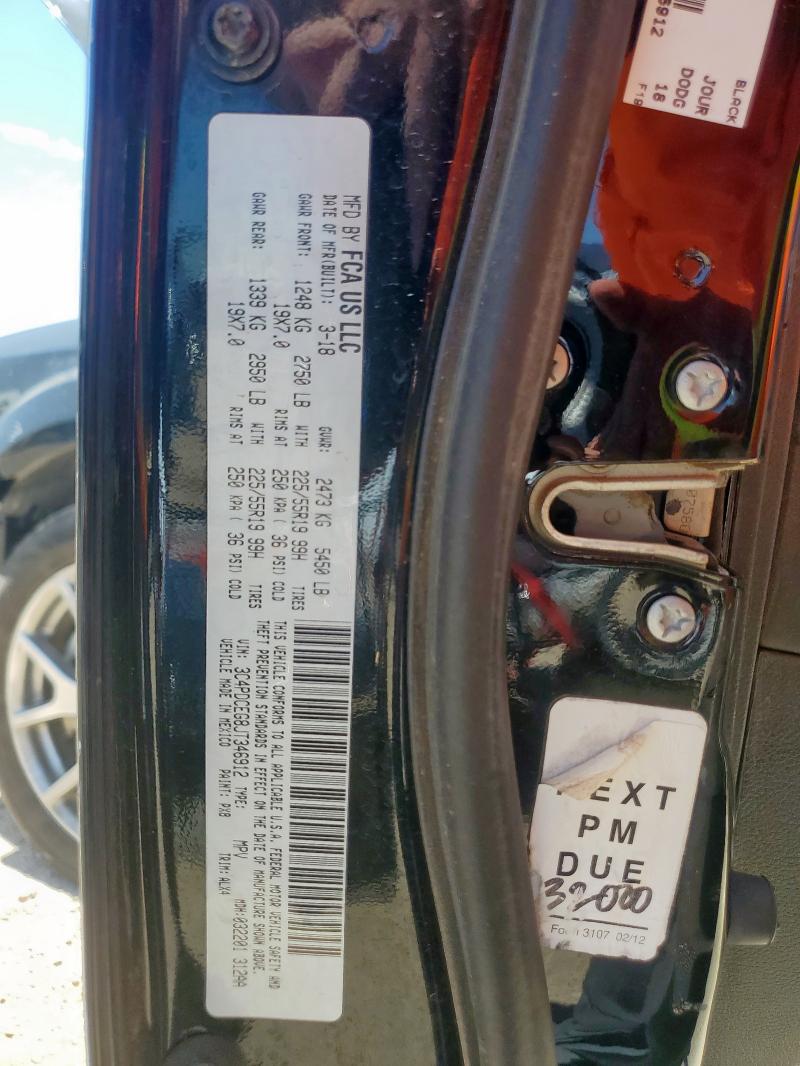 MFD BY FCA US LLC
DATE OF MFR(BUILT): 3-18 GVWR: 2473 KG 5450 LB
GAWR FRONT: 1248 KG 2750 LB WITH 225/55R19 99H TIRES
19X7.0 RIMS AT 250 KPA ( 36 PSI) COLD
GAWR REAR: 1339 KG 2950 LB WITH 225/55R19 99H TIRES
19X7.0 RIMS AT 250 KPA ( 36 PSI) COLD
THIS VEHICLE CONFORMS TO ALL APPLICABLE U.S.A. FEDERAL MOTOR VEHICLE SAFETY AND
THEFT PREVENTION STANDARDS IN EFFECT ON THE DATE OF MANUFACTURE SHOWN ABOVE.
VIN: 3C4PDCEG8JT346912 TYPE: MPV MDH:032201 312AA
VEHICLE MADE IN MEXICO PAINT: PX8 TRIM:ALX4
BLACK
JOUR
DODG
18
F18
6912
NEXT
PM
DUE
32000
Form 3107 02/12